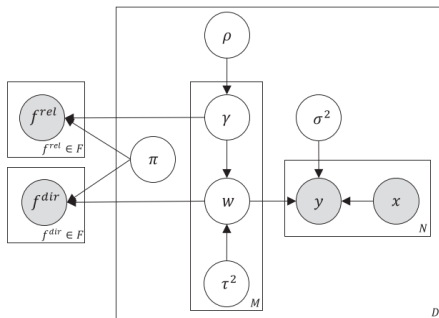 ρ
f^{rel}
γ
σ²
f^{rel} ∈ F
π
f^{dir}
w
y
x
f^{dir} ∈ F
N
τ²
M
D